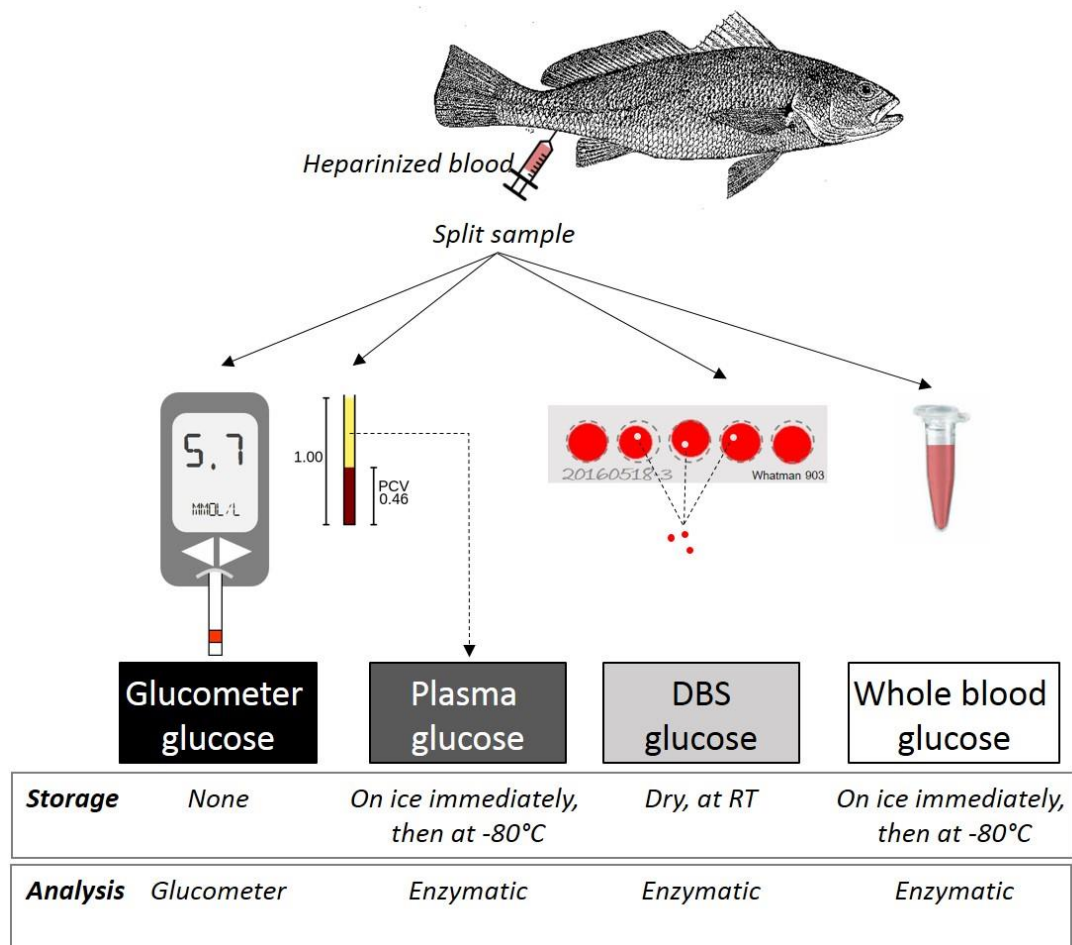 Heparinized blood
Split sample
5.7
MMOL/L
1.00
PCV
0.46
20160518-3
Whatman 903
Glucometer
glucose
Plasma
glucose
DBS
glucose
Whole blood
glucose
Storage
None
On ice immediately,
then at -80°C
Dry, at RT
On ice immediately,
then at -80°C
Analysis
Glucometer
Enzymatic
Enzymatic
Enzymatic